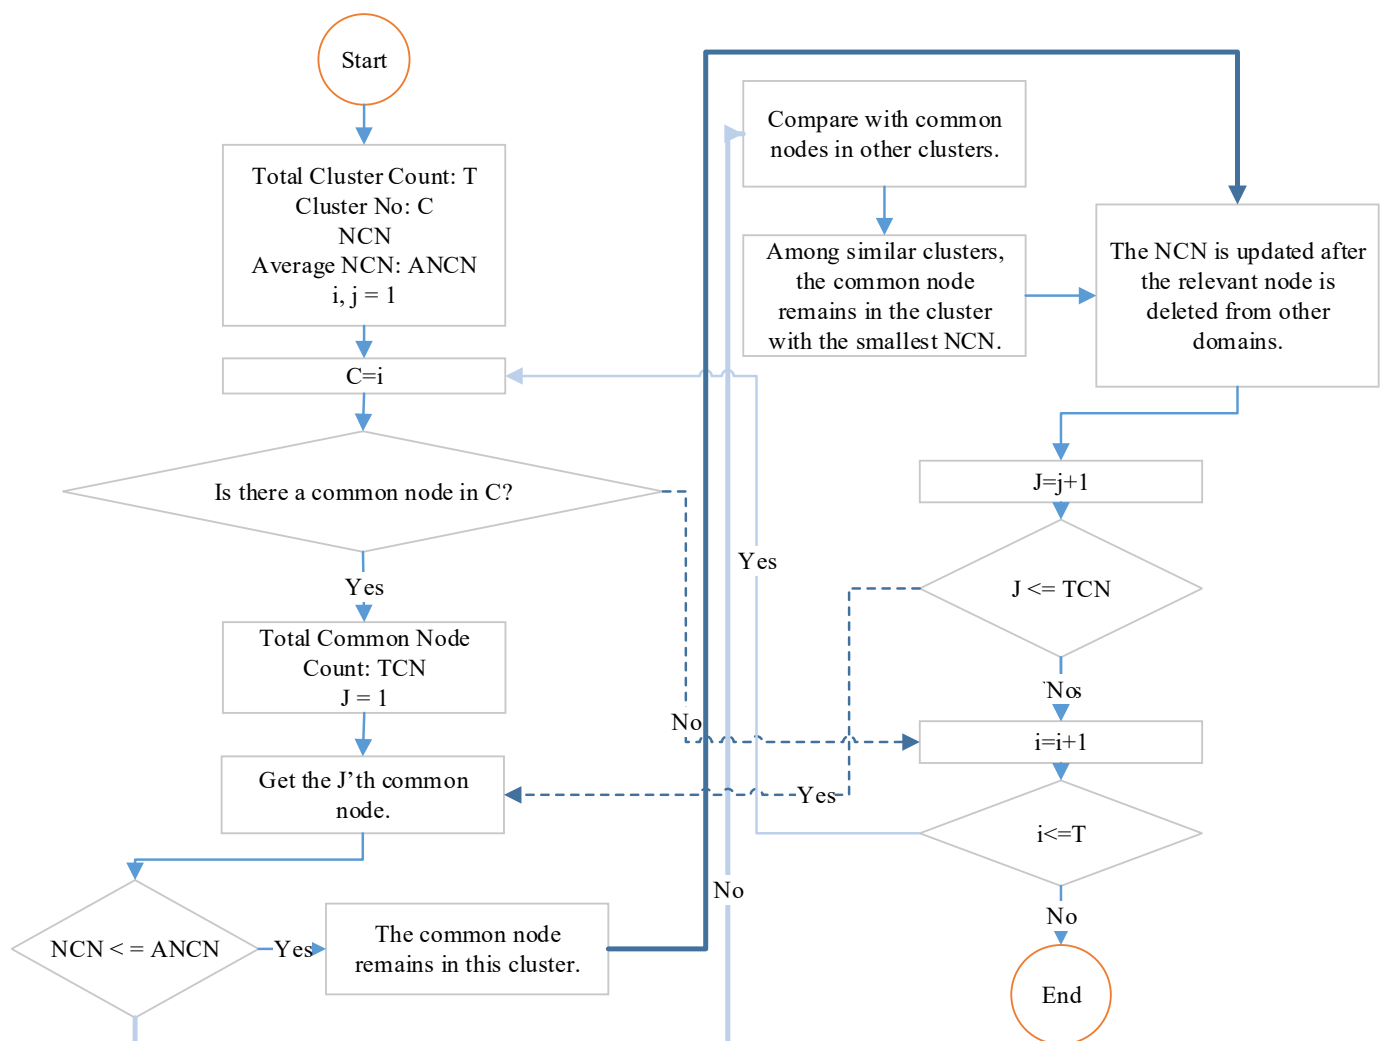 Start
Total Cluster Count: T
Cluster No: C
NCN
Average NCN: ANCN
i, j = 1
C=i
Is there a common node in C?
Yes
Total Common Node
Count: TCN
J = 1
Get the J’th common
node.
NCN < = ANCN
Yes
The common node
remains in this cluster.
No
No
Yes
Yes
Compare with common
nodes in other clusters.
Among similar clusters,
the common node
remains in the cluster
with the smallest NCN.
The NCN is updated after
the relevant node is
deleted from other
domains.
J=j+1
J <= TCN
No
i=i+1
i<=T
No
End